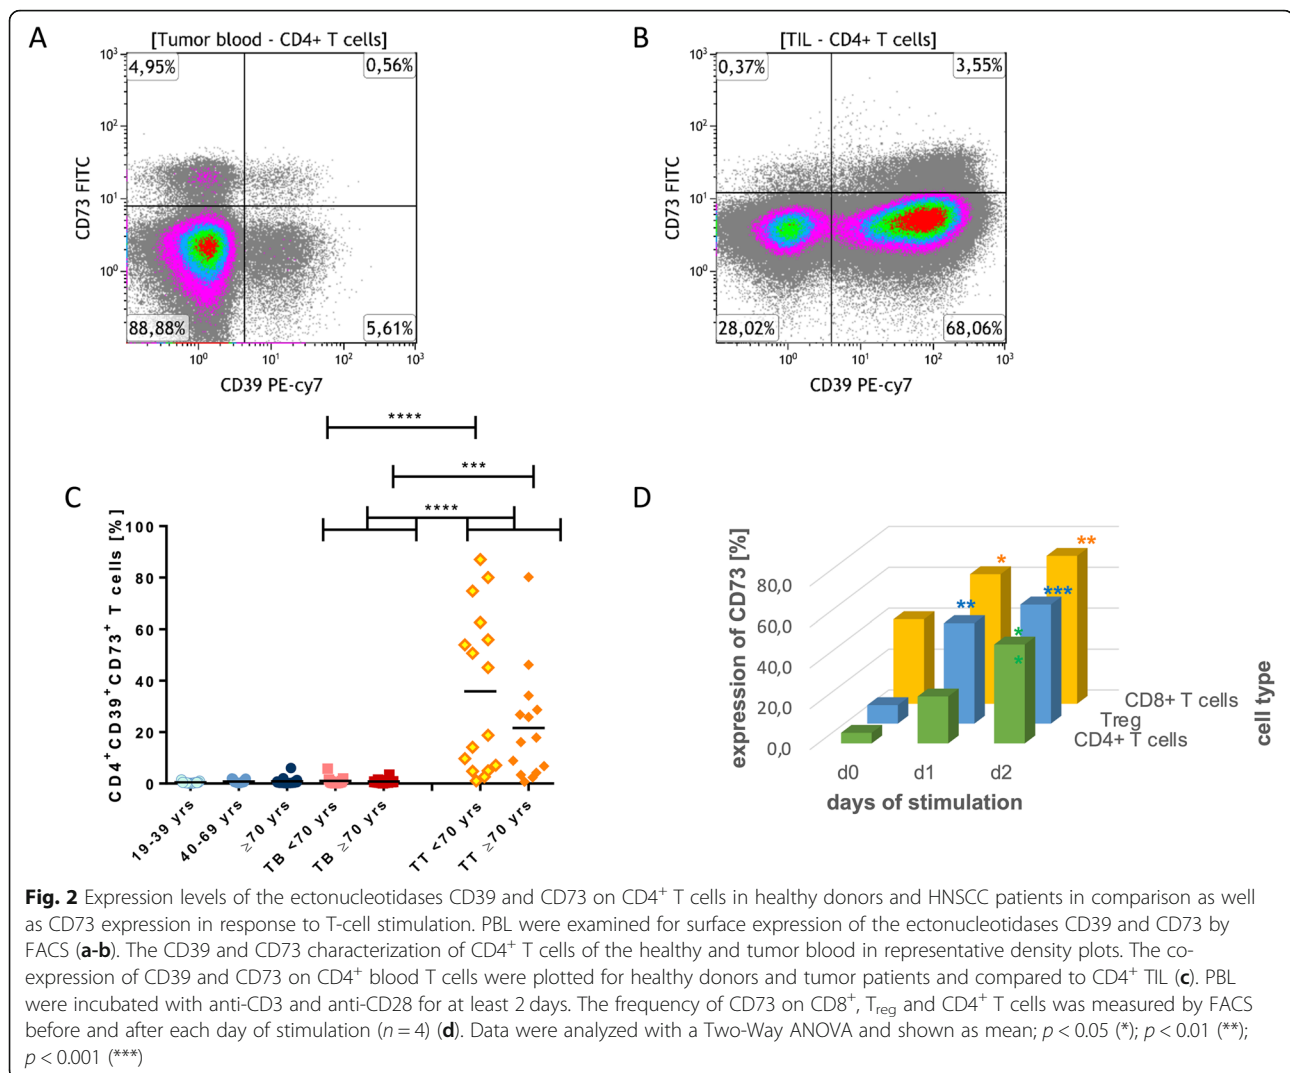 A
[Tumor blood - CD4+ T cells]
10³
4,95%
0,56%
10²
10¹
10⁰
CD73 FITC
88,88%
5,61%
10⁰ 10¹ 10² 10³
CD39 PE-cy7
B
[TIL - CD4+ T cells]
10³
0,37%
3,55%
10²
10¹
10⁰
CD73 FITC
28,02%
68,06%
10⁰ 10¹ 10² 10³
CD39 PE-cy7
C
****
***
****
CD4⁺CD39⁺CD73⁺ T cells [%]
100
80
60
40
20
0
19-39 yrs
40-69 yrs
≥70 yrs
TB <70 yrs
TB ≥70 yrs
TT <70 yrs
TT ≥70 yrs
D
expression of CD73 [%]
80,0
60,0
40,0
20,0
0,0
* **
** ***
*
*
d0 d1 d2
days of stimulation
CD8+ T cells
Treg
CD4+ T cells
cell type
Fig. 2 Expression levels of the ectonucleotidases CD39 and CD73 on CD4⁺ T cells in healthy donors and HNSCC patients in comparison as well
as CD73 expression in response to T-cell stimulation. PBL were examined for surface expression of the ectonucleotidases CD39 and CD73 by
FACS (a-b). The CD39 and CD73 characterization of CD4⁺ T cells of the healthy and tumor blood in representative density plots. The co-
expression of CD39 and CD73 on CD4⁺ blood T cells were plotted for healthy donors and tumor patients and compared to CD4⁺ TIL (c). PBL
were incubated with anti-CD3 and anti-CD28 for at least 2 days. The frequency of CD73 on CD8⁺, Treg and CD4⁺ T cells was measured by FACS
before and after each day of stimulation (n = 4) (d). Data were analyzed with a Two-Way ANOVA and shown as mean; p < 0.05 (*); p < 0.01 (**);
p < 0.001 (***)